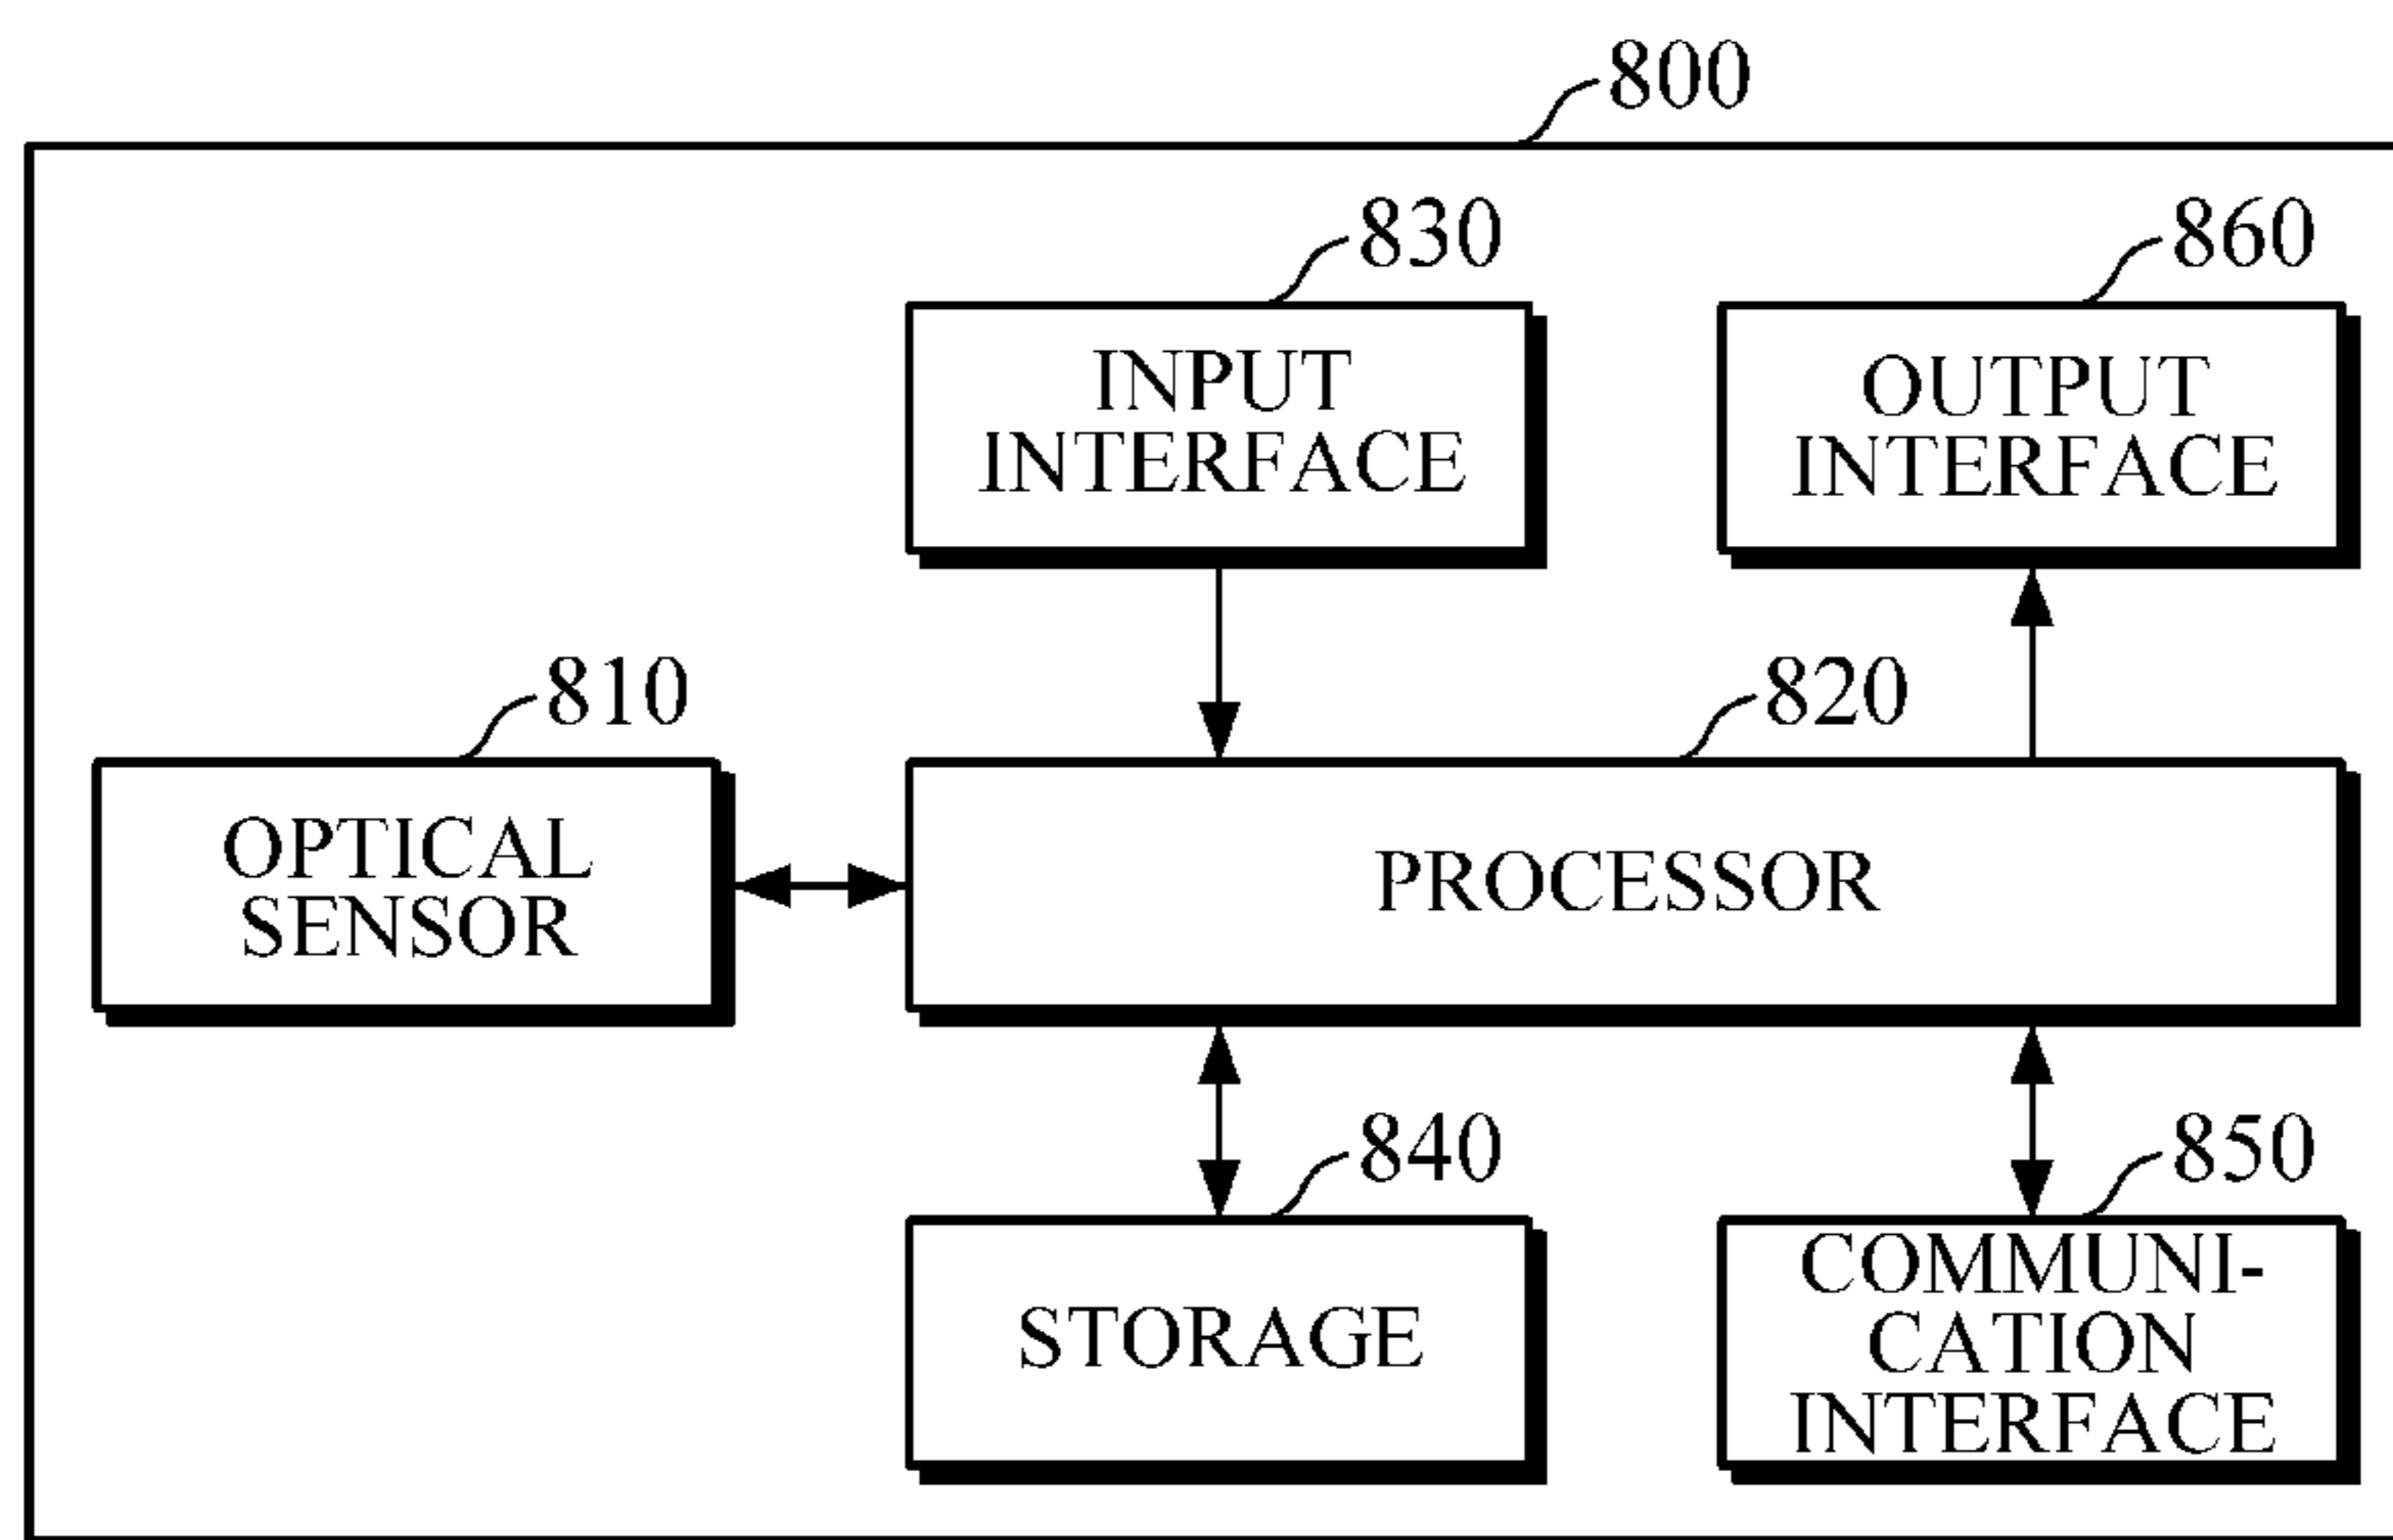 800
830
INPUT
INTERFACE
860
OUTPUT
INTERFACE
810
OPTICAL
SENSOR
820
PROCESSOR
840
STORAGE
850
COMMUNI-
CATION
INTERFACE